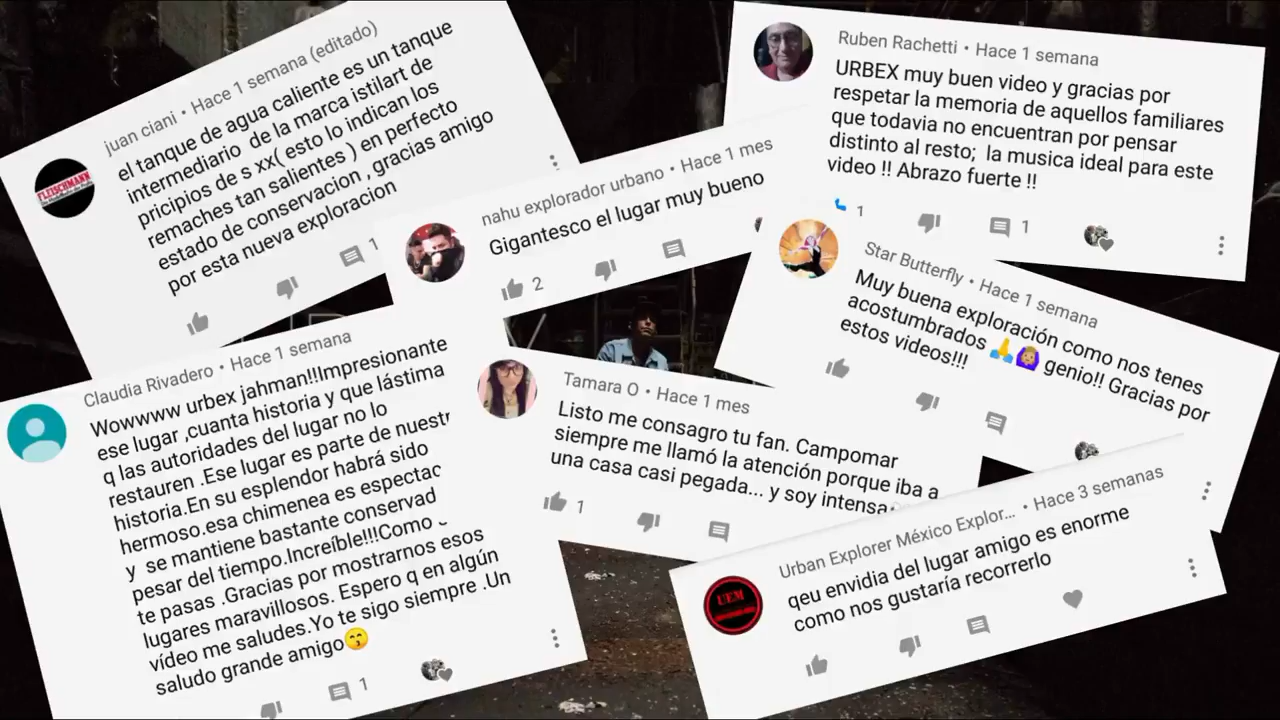 juan ciani • Hace 1 semana (editado)
el tanque de agua caliente es un tanque
intermediario de la marca istilart de
pricipios de s xx( esto lo indican los
remaches tan salientes ) en perfecto
estado de conservacion , gracias amigo
por esta nueva exploracion
1
FLEISCHMANN
Ruben Rachetti • Hace 1 semana
URBEX muy buen video y gracias por
respetar la memoria de aquellos familiares
que todavia no encuentran por pensar
distinto al resto; la musica ideal para este
video !! Abrazo fuerte !!
1
1
nahu explorador urbano • Hace 1 mes
Gigantesco el lugar muy bueno
2
Star Butterfly • Hace 1 semana
Muy buena exploración como nos tenes
acostumbrados 🙏🙆🏼‍♀️ genio!! Gracias por
estos videos!!!
Claudia Rivadero • Hace 1 semana
Wowwww urbex jahman!!!Impresionante
ese lugar ,cuanta historia y que lástima
q las autoridades del lugar no lo
restauren .Ese lugar es parte de nuestr
historia.En su esplendor habrá sido
hermoso.esa chimenea es espectac
y se mantiene bastante conservad
pesar del tiempo.Increíble!!!Como
te pasas .Gracias por mostrarnos esos
lugares maravillosos. Espero q en algún
vídeo me saludes.Yo te sigo siempre .Un
saludo grande amigo😙
1
Tamara O • Hace 1 mes
Listo me consagro tu fan. Campomar
siempre me llamó la atención porque iba a
una casa casi pegada... y soy intensa
1
Urban Explorer México Explor... • Hace 3 semanas
qeu envidia del lugar amigo es enorme
como nos gustaría recorrerlo
UEM